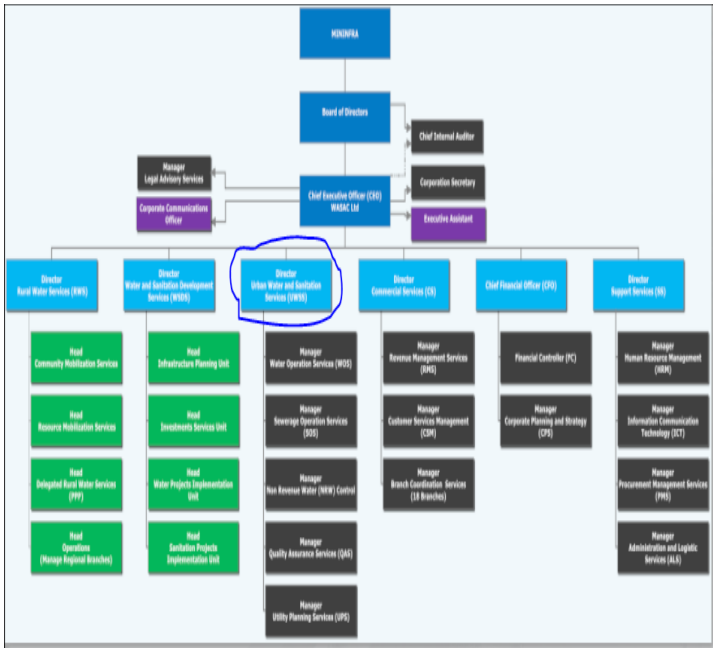 MININFRA
Board of Directors
Chief Internal Auditor
Manager
Legal Advisory Services
Corporation Secretary
Chief Executive Officer (CEO)
WASAC Ltd
Corporate Communications
Officer
Executive Assistant
Director
Rural Water Services (RWS)
Director
Water and Sanitation Development
Services (WSDS)
Director
Urban Water and Sanitation
Services (UWSS)
Director
Commercial Services (CS)
Chief Financial Officer (CFO)
Director
Support Services (SS)
Head
Community Mobilization Services
Head
Infrastructure Planning Unit
Manager
Water Operation Services (WOS)
Manager
Revenue Management Services
(RMS)
Financial Controller (FC)
Manager
Human Resource Management
(HRM)
Head
Resource Mobilization Services
Head
Investments Services Unit
Manager
Sewerage Operation Services
(SOS)
Manager
Customer Services Management
(CSM)
Manager
Corporate Planning and Strategy
(CPS)
Manager
Information Communication
Technology (ICT)
Head
Delegated Rural Water Services
(PPP)
Head
Water Projects Implementation
Unit
Manager
Non Revenue Water (NRW) Control
Manager
Branch Coordination Services
(18 Branches)
Manager
Procurement Management Services
(PMS)
Head
Operations
(Manage Regional Branches)
Head
Sanitation Projects
Implementation Unit
Manager
Quality Assurance Services (QAS)
Manager
Administration and Logistic
Services (ALS)
Manager
Utility Planning Services (UPS)